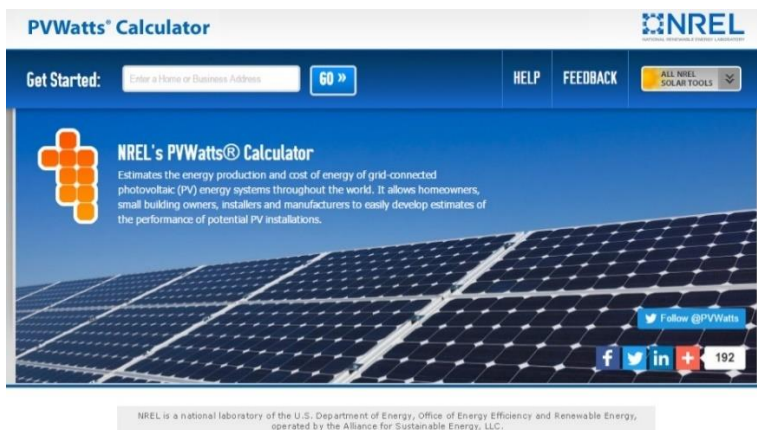 PVWatts® Calculator
NREL
NATIONAL RENEWABLE ENERGY LABORATORY
Get Started:
Enter a Home or Business Address
GO »
HELP
FEEDBACK
ALL NREL
SOLAR TOOLS
NREL's PVWatts® Calculator
Estimates the energy production and cost of energy of grid-connected
photovoltaic (PV) energy systems throughout the world. It allows homeowners,
small building owners, installers and manufacturers to easily develop estimates of
the performance of potential PV installations.
Follow @PVWatts
f in + 192
NREL is a national laboratory of the U.S. Department of Energy, Office of Energy Efficiency and Renewable Energy,
operated by the Alliance for Sustainable Energy, LLC.